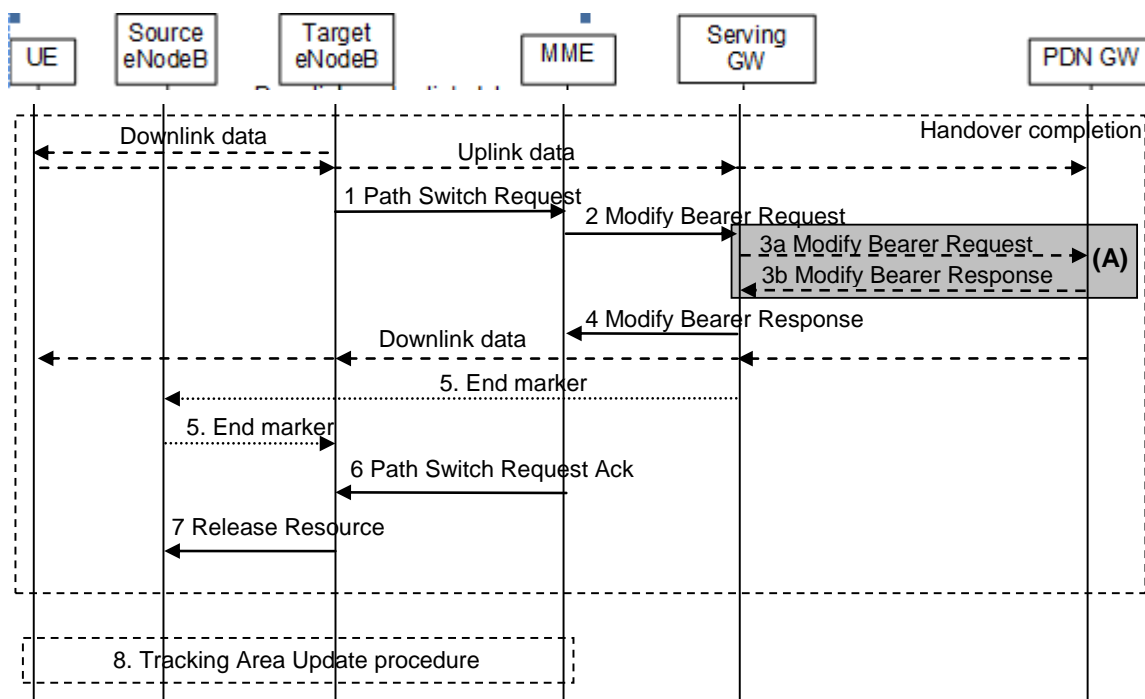 UE
Source
eNodeB
Target
eNodeB
MME
Serving
GW
PDN GW
Handover completion
Downlink data
Uplink data
1 Path Switch Request
2 Modify Bearer Request
3a Modify Bearer Request
(A)
3b Modify Bearer Response
4 Modify Bearer Response
Downlink data
5. End marker
5. End marker
6 Path Switch Request Ack
7 Release Resource
8. Tracking Area Update procedure